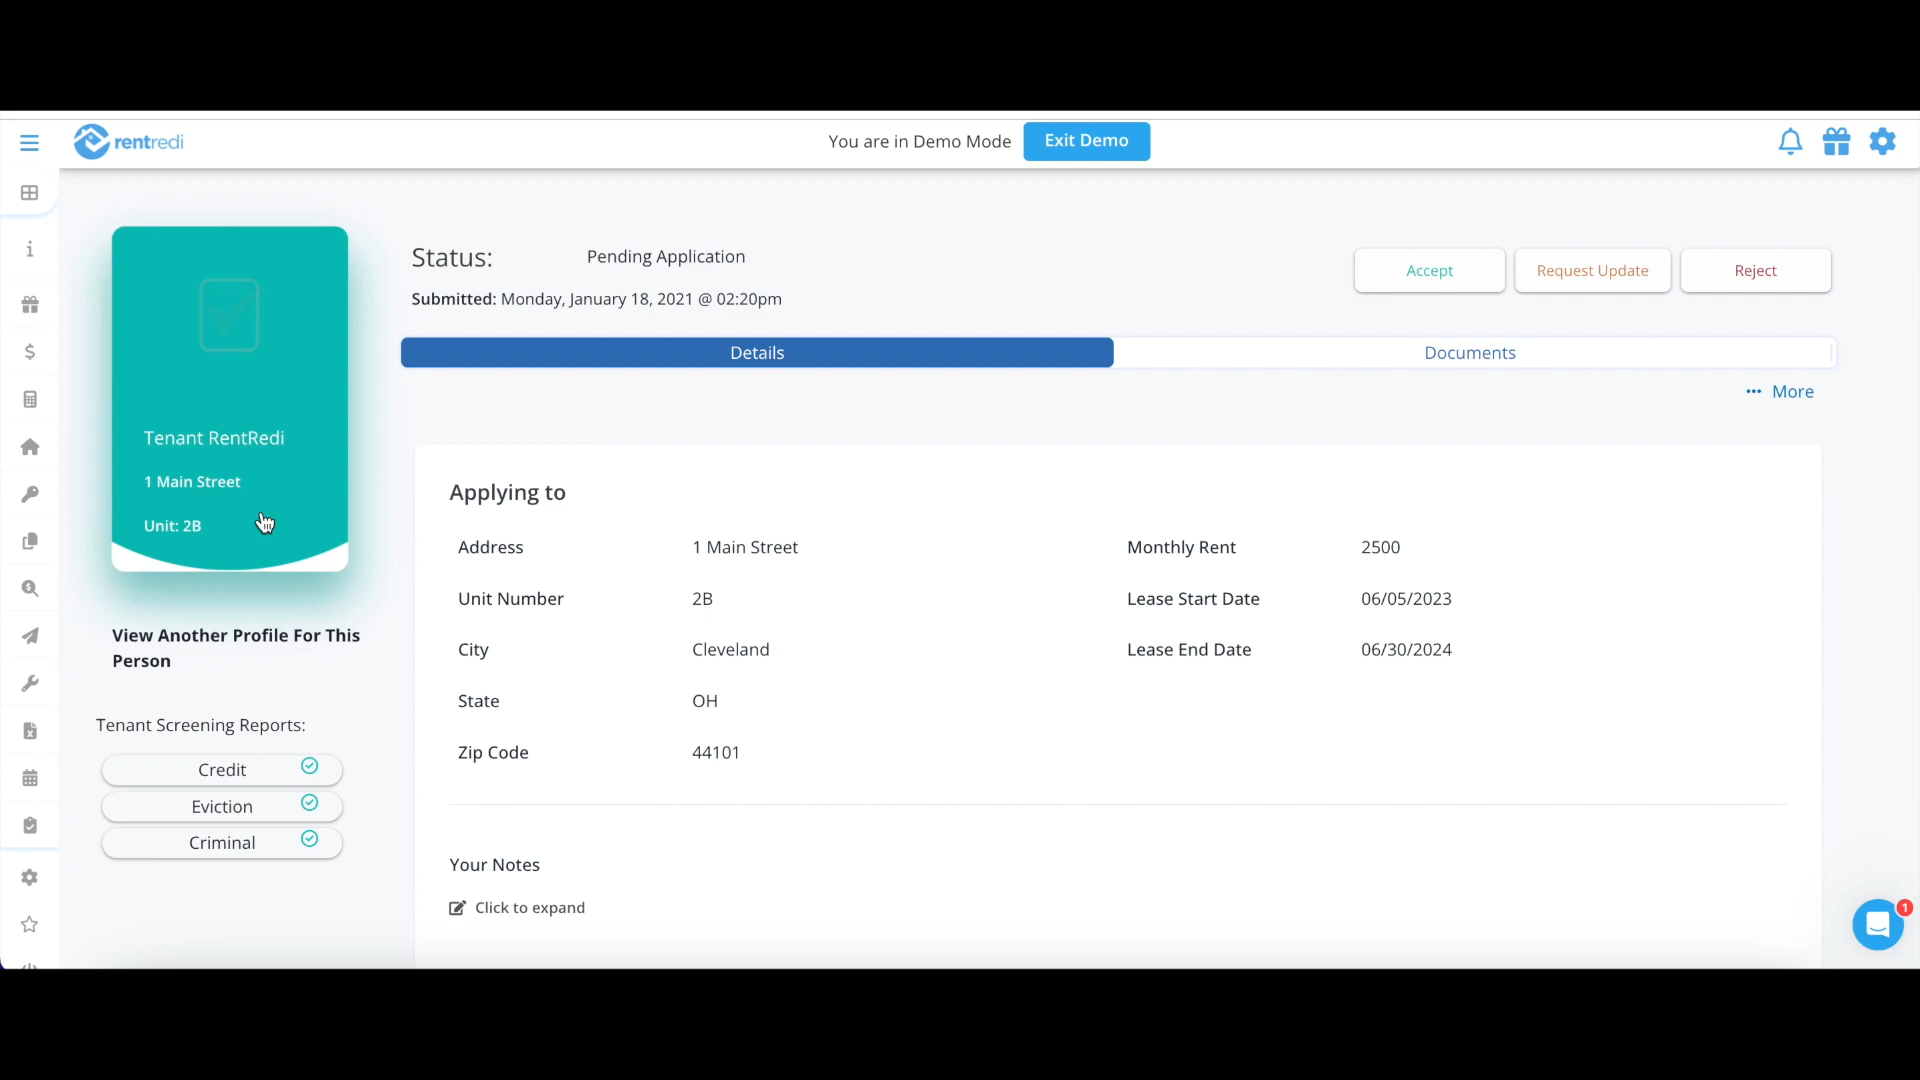 rentredi
You are in Demo Mode
Exit Demo
Tenant RentRedi
1 Main Street
Unit: 2B
View Another Profile For This
Person
Tenant Screening Reports:
Credit
Eviction
Criminal
Status: Pending Application
Submitted: Monday, January 18, 2021 @ 02:20pm
Accept
Request Update
Reject
Details
Documents
••• More
Applying to
Address 1 Main Street
Unit Number 2B
City Cleveland
State OH
Zip Code 44101
Monthly Rent 2500
Lease Start Date 06/05/2023
Lease End Date 06/30/2024
Your Notes
Click to expand
1